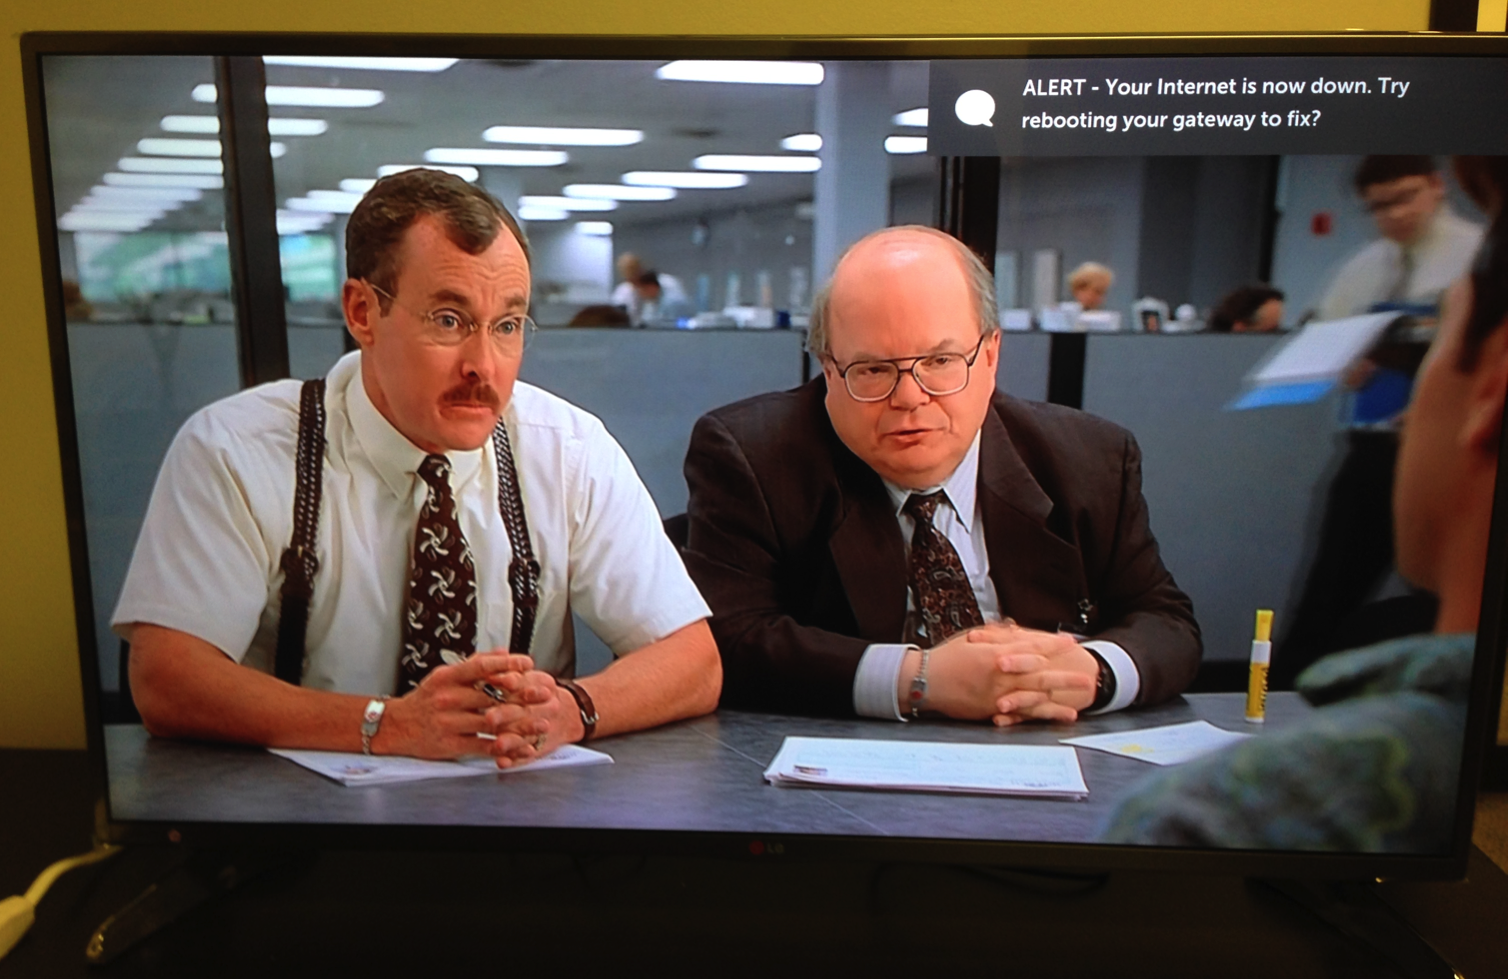 ALERT - Your Internet is now down. Try
rebooting your gateway to fix?
LG